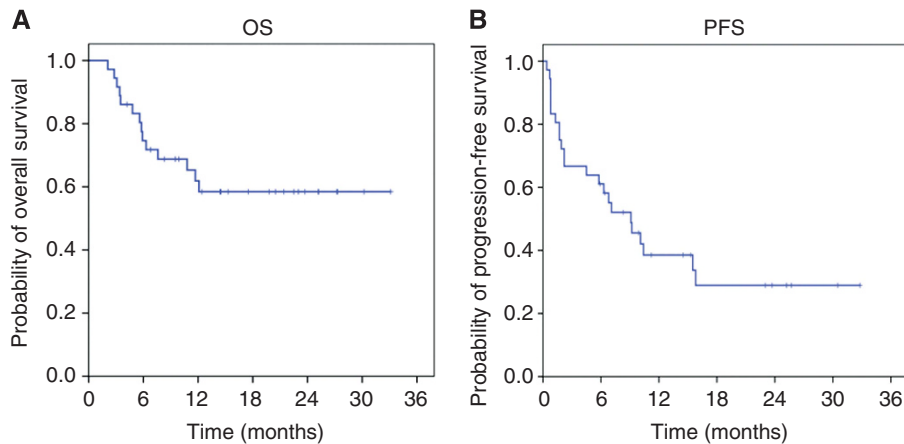 A
OS
Probability of overall survival
1.0
0.8
0.6
0.4
0.2
0.0
0 6 12 18 24 30 36
Time (months)
B
PFS
Probability of progression-free survival
1.0
0.8
0.6
0.4
0.2
0.0
0 6 12 18 24 30 36
Time (months)